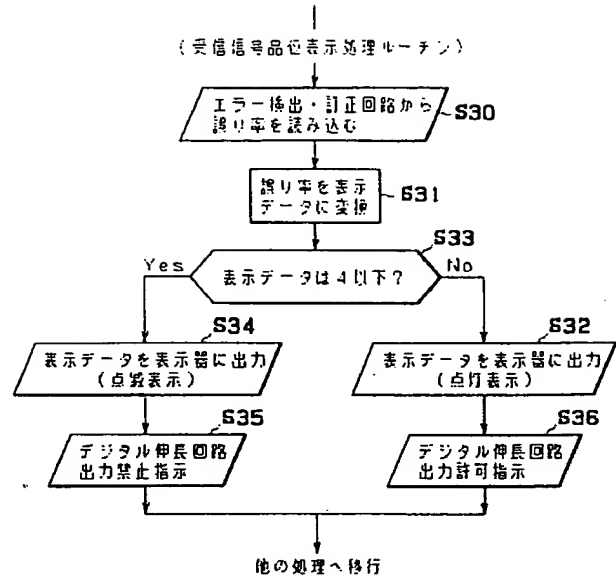 (受信信号品位表示処理ルーチン)
エラー検出・訂正回路から
誤り率を読み込む
S30
誤り率を表示
データに変換
S31
S33
表示データは4以下?
Yes
No
S34
表示データを表示器に出力
(点滅表示)
S32
表示データを表示器に出力
(点灯表示)
S35
デジタル伸長回路
出力禁止指示
S36
デジタル伸長回路
出力許可指示
他の処理へ移行